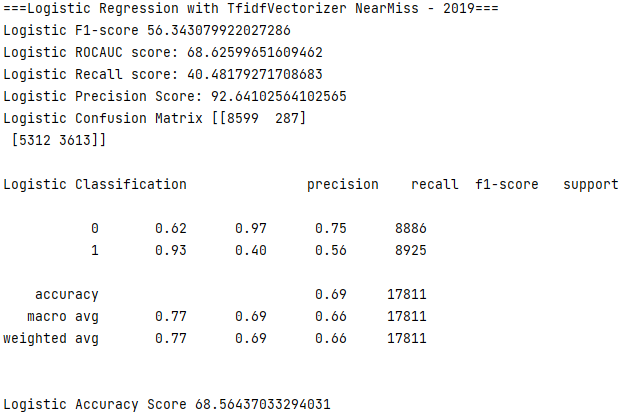 ===Logistic Regression with TfidfVectorizer NearMiss - 2019===
Logistic F1-score 56.343079922027286
Logistic ROCAUC score: 68.62599651609462
Logistic Recall score: 40.48179271708683
Logistic Precision Score: 92.64102564102565
Logistic Confusion Matrix [[8599  287]
 [5312 3613]]
Logistic Classification               precision    recall  f1-score   support
           0       0.62      0.97      0.75      8886
           1       0.93      0.40      0.56      8925
    accuracy                           0.69     17811
   macro avg       0.77      0.69      0.66     17811
weighted avg       0.77      0.69      0.66     17811
Logistic Accuracy Score 68.56437033294031